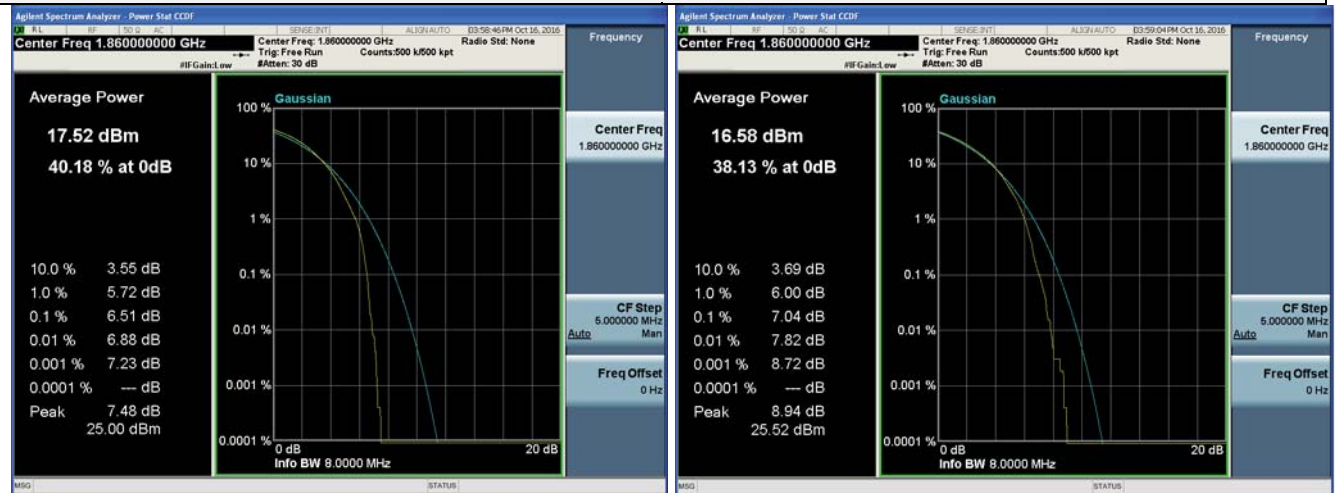 Agilent Spectrum Analyzer - Power Stat CCDF
RL RF 50 Ω AC SENSE:INT ALIGN AUTO 03:58:46 PM Oct 16, 2016
Center Freq 1.860000000 GHz
Center Freq: 1.860000000 GHz Radio Std: None
Trig: Free Run Counts:500 k/500 kpt
#IFGain:Low #Atten: 30 dB
Frequency
Average Power
17.52 dBm
40.18 % at 0dB
10.0 % 3.55 dB
1.0 % 5.72 dB
0.1 % 6.51 dB
0.01 % 6.88 dB
0.001 % 7.23 dB
0.0001 % --- dB
Peak 7.48 dB
25.00 dBm
Gaussian
100 %
10 %
1 %
0.1 %
0.01 %
0.001 %
0.0001 %
0 dB 20 dB
Info BW 8.0000 MHz
Center Freq
1.860000000 GHz
CF Step
5.000000 MHz
Auto Man
Freq Offset
0 Hz
MSG STATUS
Agilent Spectrum Analyzer - Power Stat CCDF
RL RF 50 Ω AC SENSE:INT ALIGN AUTO 03:59:04 PM Oct 16, 2016
Center Freq 1.860000000 GHz
Center Freq: 1.860000000 GHz Radio Std: None
Trig: Free Run Counts:500 k/500 kpt
#IFGain:Low #Atten: 30 dB
Frequency
Average Power
16.58 dBm
38.13 % at 0dB
10.0 % 3.69 dB
1.0 % 6.00 dB
0.1 % 7.04 dB
0.01 % 7.82 dB
0.001 % 8.72 dB
0.0001 % --- dB
Peak 8.94 dB
25.52 dBm
Gaussian
100 %
10 %
1 %
0.1 %
0.01 %
0.001 %
0.0001 %
0 dB 20 dB
Info BW 8.0000 MHz
Center Freq
1.860000000 GHz
CF Step
5.000000 MHz
Auto Man
Freq Offset
0 Hz
MSG STATUS